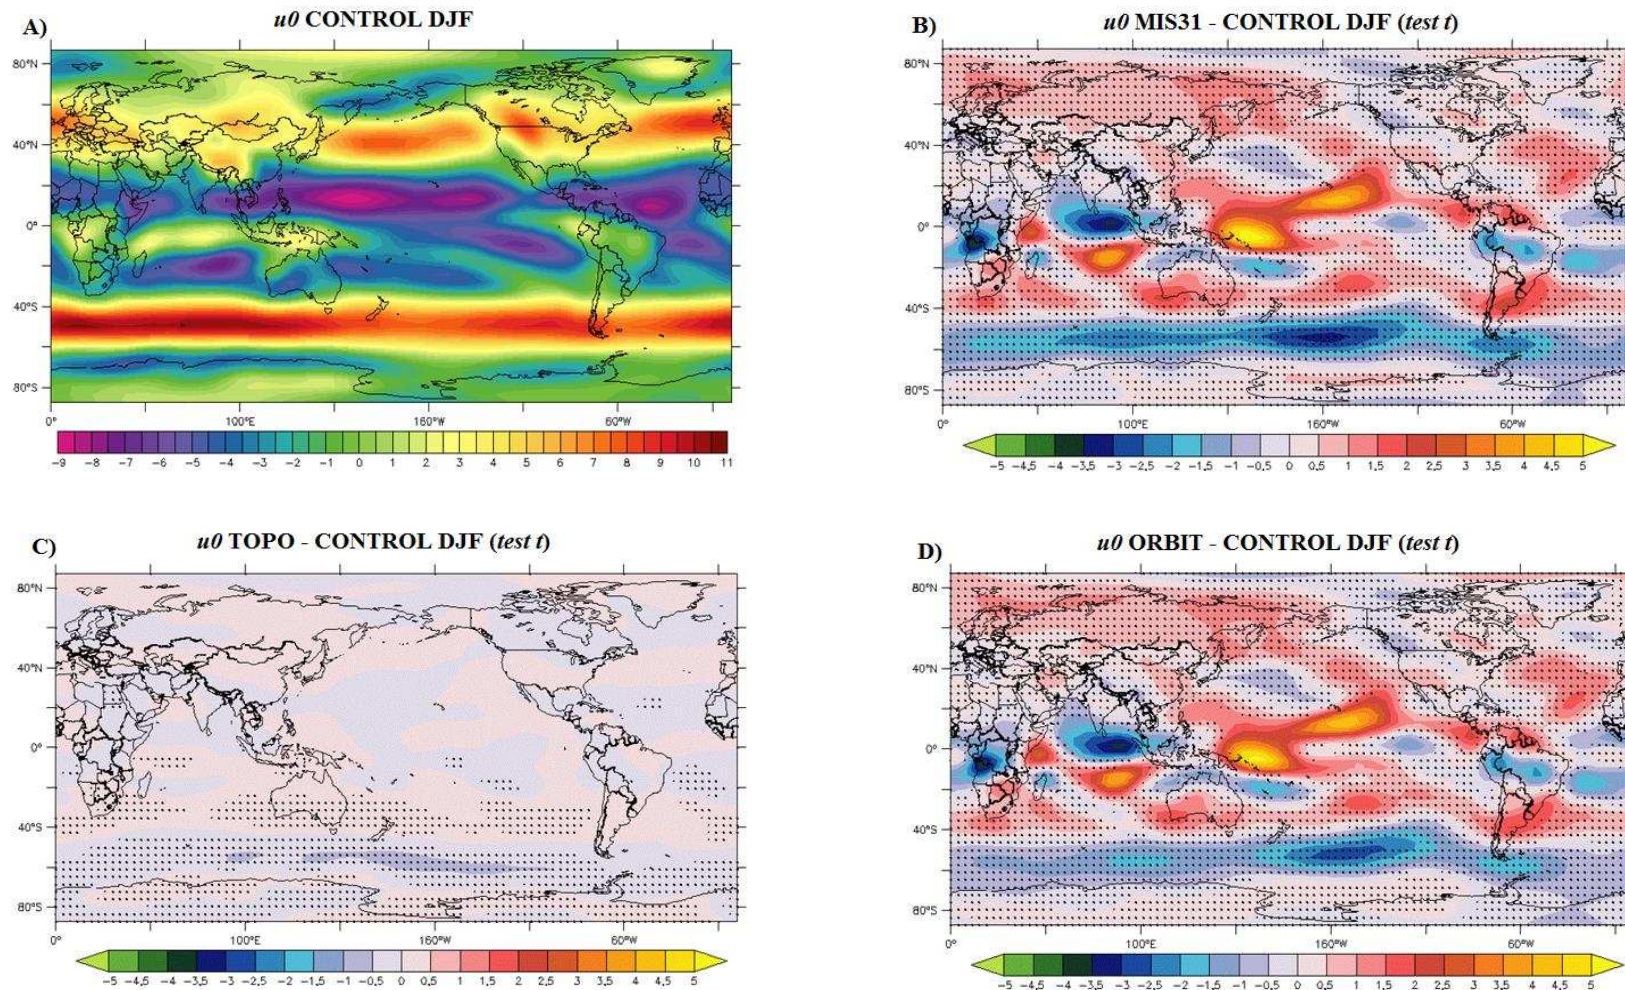 A)
u0 CONTROL DJF
80°N
40°N
0°
40°S
80°S
0° 100°E 160°W 60°W
-9 -8 -7 -6 -5 -4 -3 -2 -1 0 1 2 3 4 5 6 7 8 9 10 11
B)
u0 MIS31 - CONTROL DJF (test t)
80°N
40°N
0°
40°S
80°S
0° 100°E 160°W 60°W
-5 -4.5 -4 -3.5 -3 -2.5 -2 -1.5 -1 -0.5 0 0.5 1 1.5 2 2.5 3 3.5 4 4.5 5
C)
u0 TOPO - CONTROL DJF (test t)
80°N
40°N
0°
40°S
80°S
0° 100°E 160°W 60°W
-5 -4.5 -4 -3.5 -3 -2.5 -2 -1.5 -1 -0.5 0 0.5 1 1.5 2 2.5 3 3.5 4 4.5 5
D)
u0 ORBIT - CONTROL DJF (test t)
80°N
40°N
0°
40°S
80°S
0° 100°E 160°W 60°W
-5 -4.5 -4 -3.5 -3 -2.5 -2 -1.5 -1 -0.5 0 0.5 1 1.5 2 2.5 3 3.5 4 4.5 5